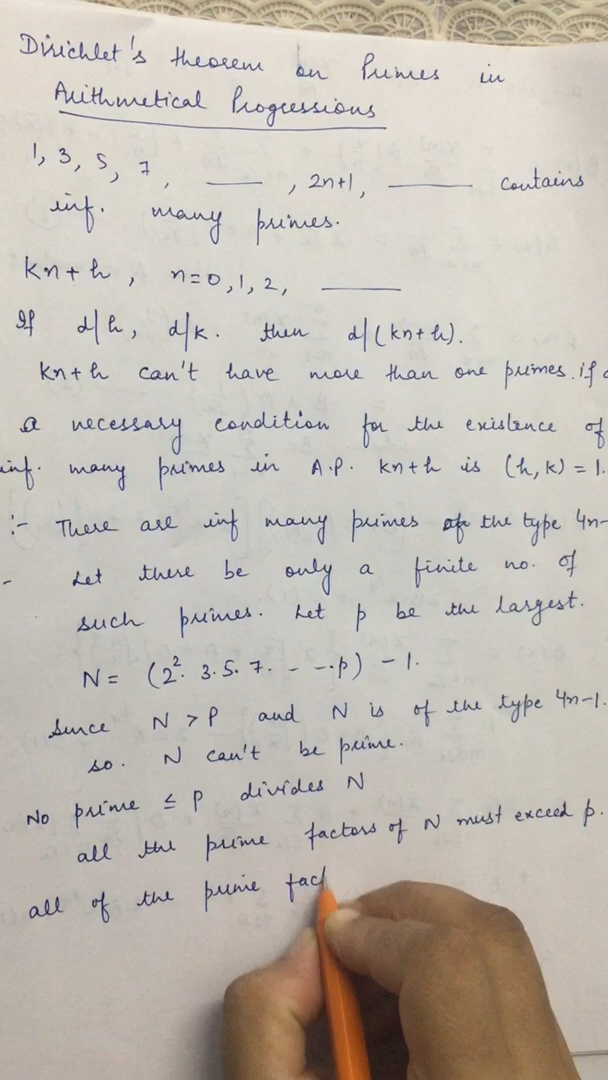 Dirichlet's theorem on Primes in
Arithmetical Progressions
1, 3, 5, 7, —— , 2n+1, ——— contains
inf. many primes.
kn+h, n=0,1,2, ———
If d/h, d/k. then d/(kn+h).
kn+h can't have more than one primes. if
a necessary condition for the existence of
inf. many primes in A.P. kn+h is (h,k) = 1.
:- There are inf many primes of the type 4n-
- Let there be only a finite no. of
such primes. Let p be the largest.
N = (2². 3.5.7. - - -.p) - 1.
Since N > P and N is of the type 4n-1.
so. N can't be prime.
No prime ≤ p divides N
all the prime factors of N must exceed p.
all of the prime fact